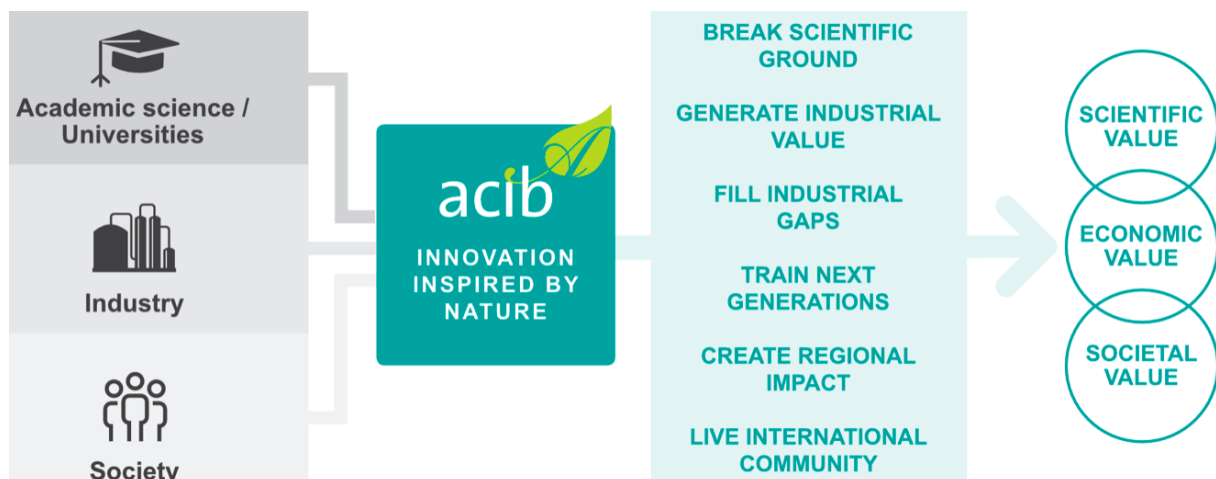 Academic science /
Universities
Industry
Society
acib
INNOVATION
INSPIRED BY
NATURE
BREAK SCIENTIFIC
GROUND
GENERATE INDUSTRIAL
VALUE
FILL INDUSTRIAL
GAPS
TRAIN NEXT
GENERATIONS
CREATE REGIONAL
IMPACT
LIVE INTERNATIONAL
COMMUNITY
SCIENTIFIC
VALUE
ECONOMIC
VALUE
SOCIETAL
VALUE